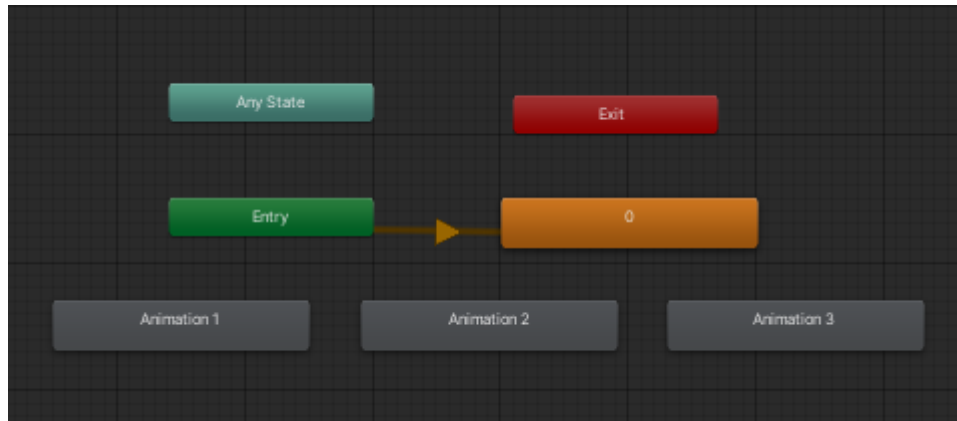 Any State
Exit
Entry
0
Animation 1
Animation 2
Animation 3